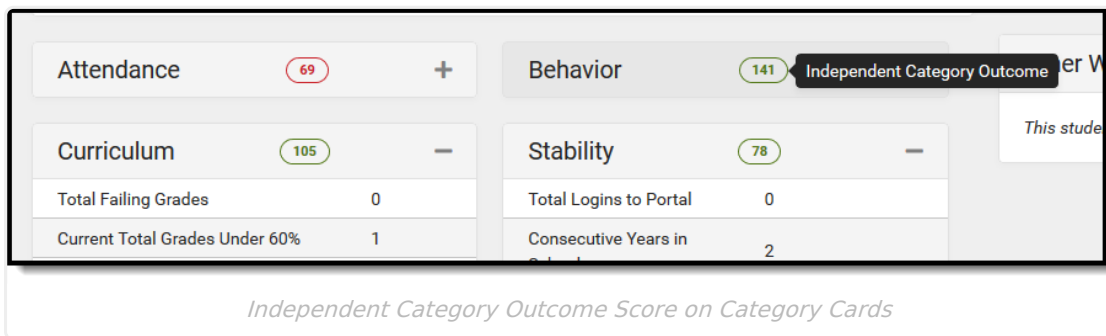 Attendance 69 +
Behavior 141 Independent Category Outcome er W
This stude
Curriculum 105 −
Total Failing Grades 0
Current Total Grades Under 60% 1
Stability 78 −
Total Logins to Portal 0
Consecutive Years in 2
Independent Category Outcome Score on Category Cards